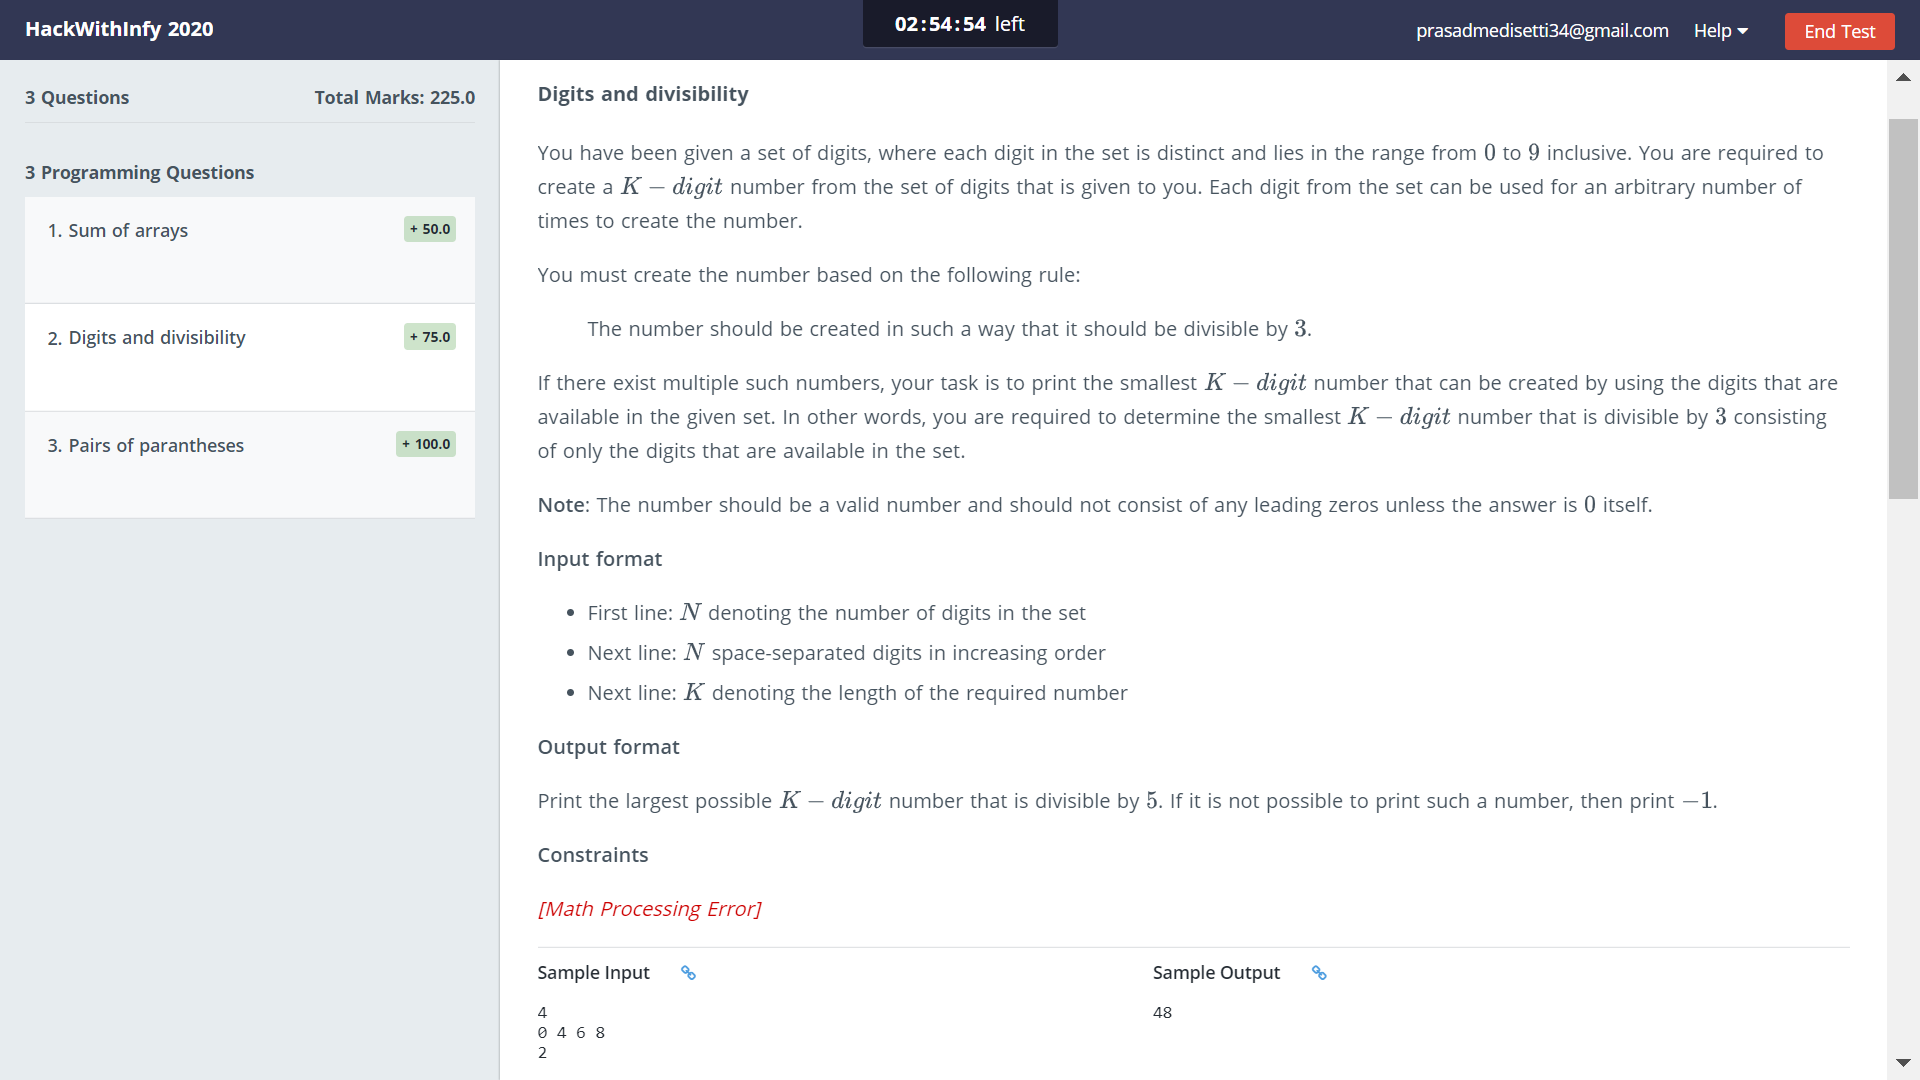 HackWithInfy 2020
02:54:54 left
prasadmedisetti34@gmail.com
Help
End Test
3 Questions
Total Marks: 225.0
3 Programming Questions
1. Sum of arrays
+ 50.0
2. Digits and divisibility
+ 75.0
3. Pairs of parantheses
+ 100.0
Digits and divisibility
You have been given a set of digits, where each digit in the set is distinct and lies in the range from 0 to 9 inclusive. You are required to
create a K − digit number from the set of digits that is given to you. Each digit from the set can be used for an arbitrary number of
times to create the number.
You must create the number based on the following rule:
The number should be created in such a way that it should be divisible by 3.
If there exist multiple such numbers, your task is to print the smallest K − digit number that can be created by using the digits that are
available in the given set. In other words, you are required to determine the smallest K − digit number that is divisible by 3 consisting
of only the digits that are available in the set.
Note: The number should be a valid number and should not consist of any leading zeros unless the answer is 0 itself.
Input format
• First line: N denoting the number of digits in the set
• Next line: N space-separated digits in increasing order
• Next line: K denoting the length of the required number
Output format
Print the largest possible K − digit number that is divisible by 5. If it is not possible to print such a number, then print −1.
Constraints
[Math Processing Error]
Sample Input
4
0 4 6 8
2
Sample Output
48